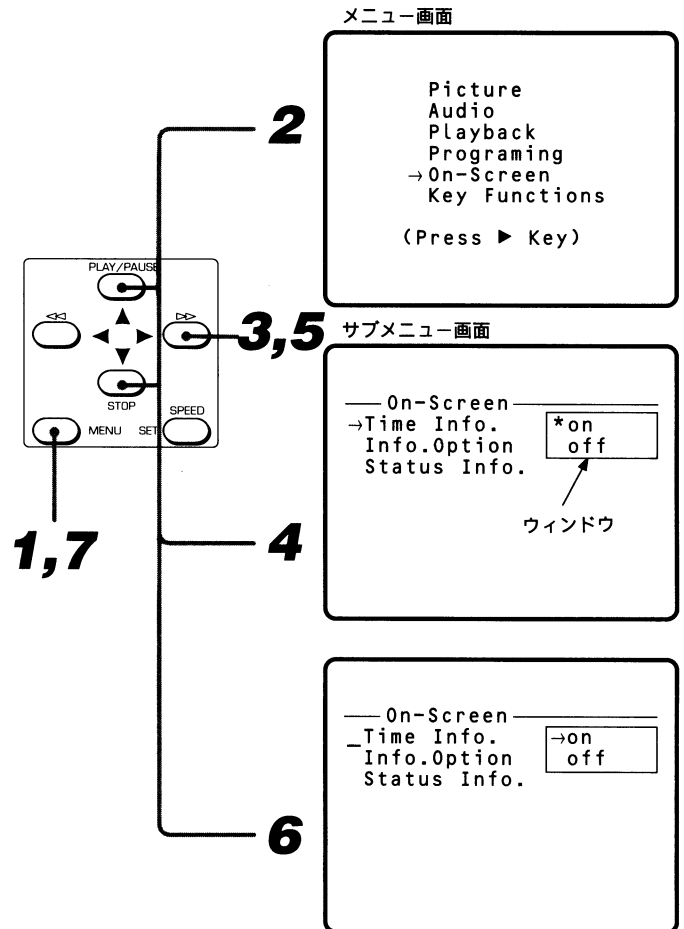 メニュー画面
2
Picture
Audio
Playback
Programing
→On-Screen
Key Functions
(Press ▶ Key)
PLAY/PAUSE
◁◁
▷▷
▲
◀ ▶
▼
STOP
MENU
SET
SPEED
3,5
サブメニュー画面
On-Screen
→Time Info.
*on
Info.Option
off
Status Info.
ウィンドウ
1,7
4
On-Screen
_Time Info.
→on
Info.Option
off
Status Info.
6